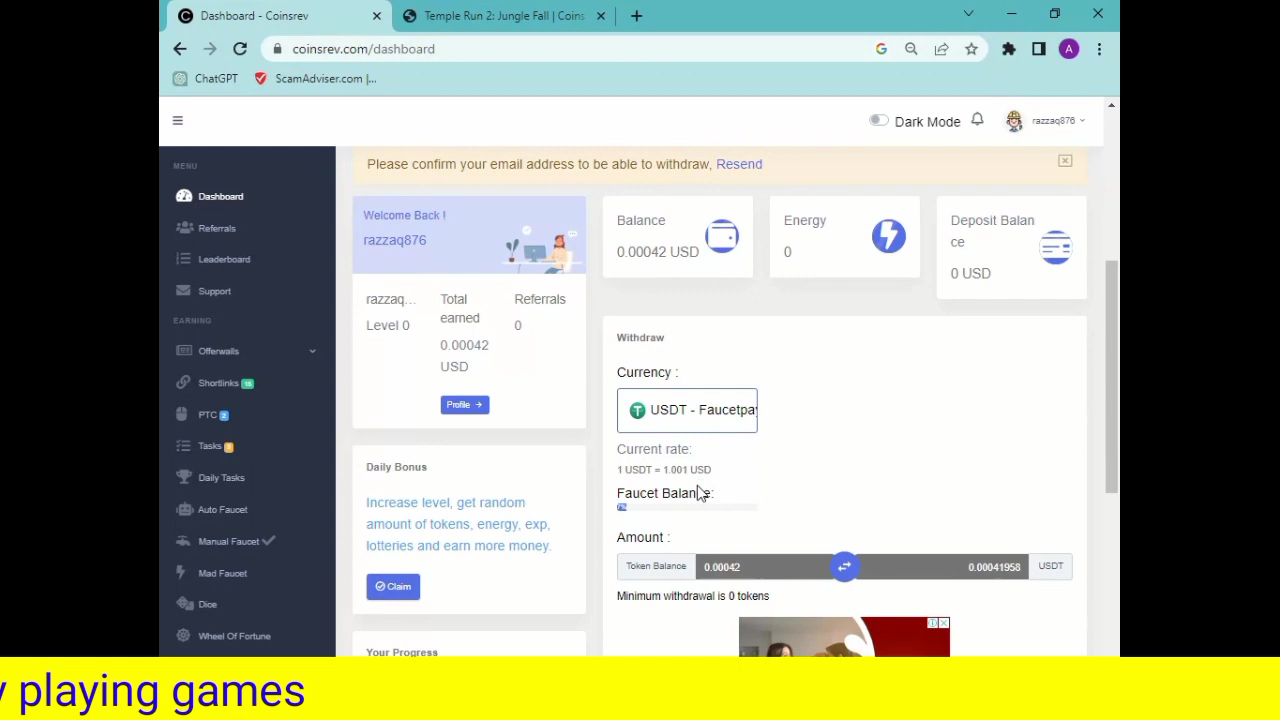 Dashboard - Coinsrev
Temple Run 2: Jungle Fall | Coins
coinsrev.com/dashboard
ChatGPT
ScamAdviser.com |...
Dark Mode
razzaq876
MENU
Dashboard
Referrals
Leaderboard
Support
EARNING
Offerwalls
Shortlinks
PTC 2
Tasks
Daily Tasks
Auto Faucet
Manual Faucet
Mad Faucet
Dice
Wheel Of Fortune
Please confirm your email address to be able to withdraw, Resend
Welcome Back !
razzaq876
razzaq...
Level 0
Total
earned
0.00042
USD
Referrals
0
Profile →
Daily Bonus
Increase level, get random
amount of tokens, energy, exp,
lotteries and earn more money.
Claim
Your Progress
Balance
0.00042 USD
Energy
0
Deposit Balan
ce
0 USD
Withdraw
Currency :
USDT - Faucetpay
Current rate:
1 USDT = 1.001 USD
Faucet Balance:
Amount :
Token Balance 0.00042 0.00041958 USDT
Minimum withdrawal is 0 tokens
y playing games